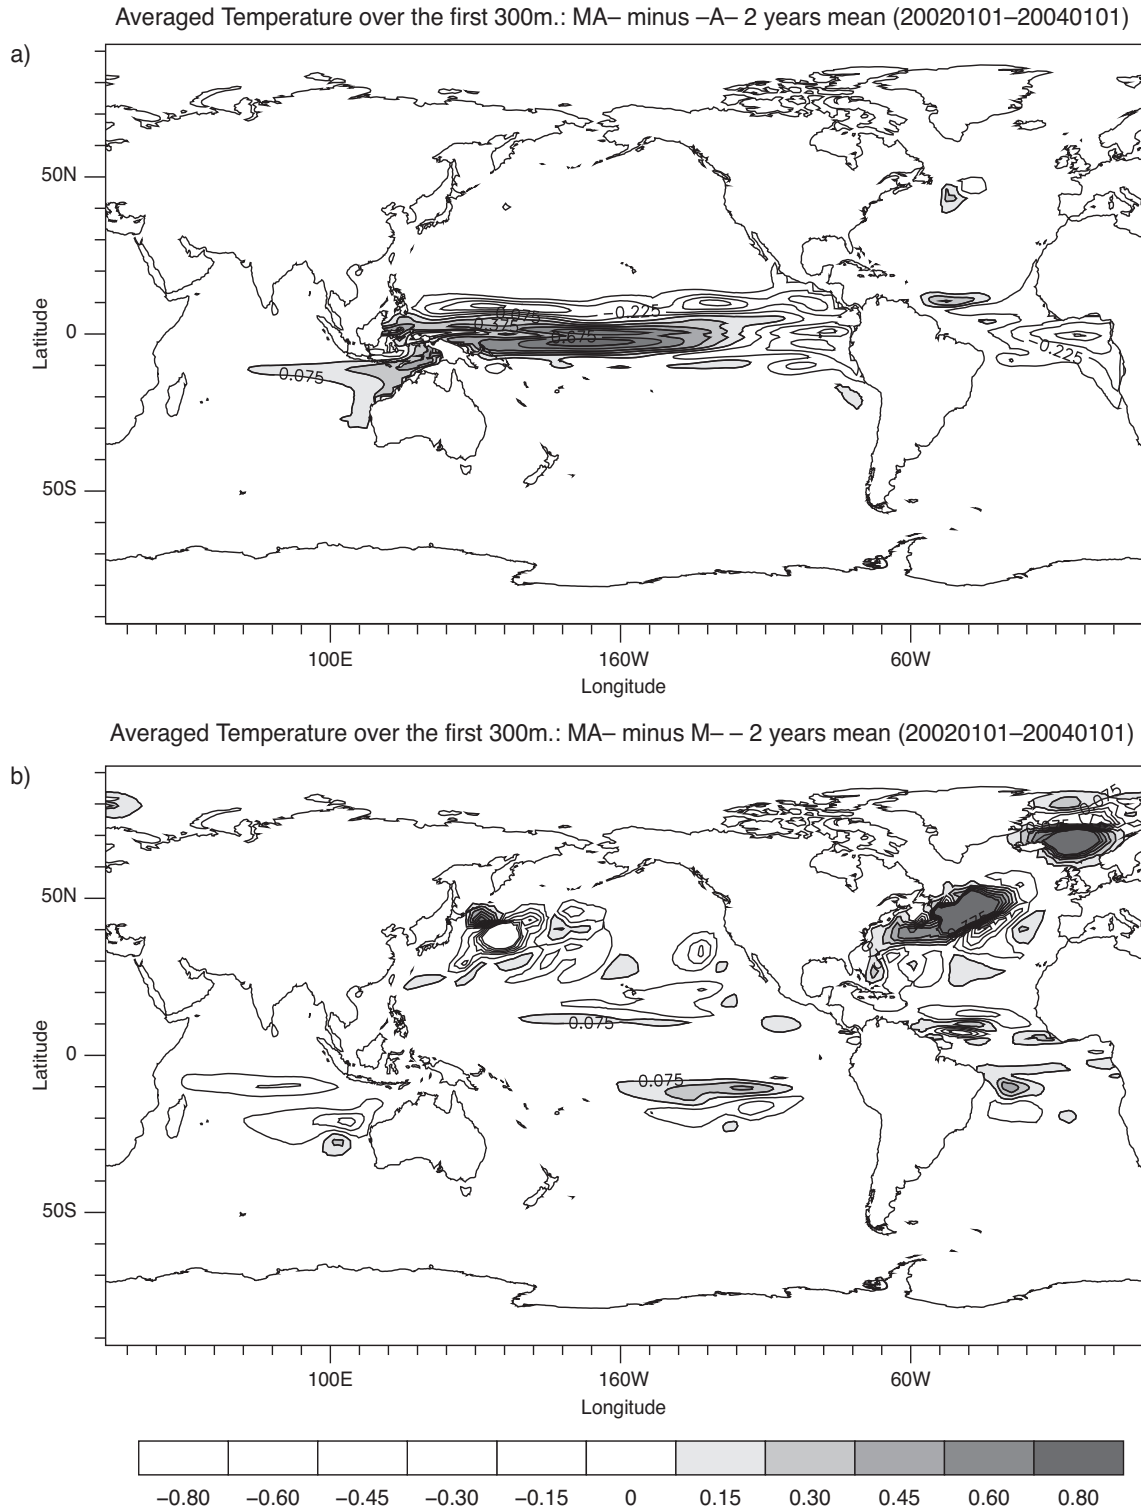 Averaged Temperature over the first 300m.: MA– minus –A– 2 years mean (20020101–20040101)
a)
50N
0
50S
Latitude
0.075
0.375
−0.225
0.675
0.075
0.225
100E
160W
60W
Longitude
Averaged Temperature over the first 300m.: MA– minus M– – 2 years mean (20020101–20040101)
b)
50N
0
50S
Latitude
0.075
0.075
0.075
100E
160W
60W
Longitude
−0.80 −0.60 −0.45 −0.30 −0.15 0 0.15 0.30 0.45 0.60 0.80